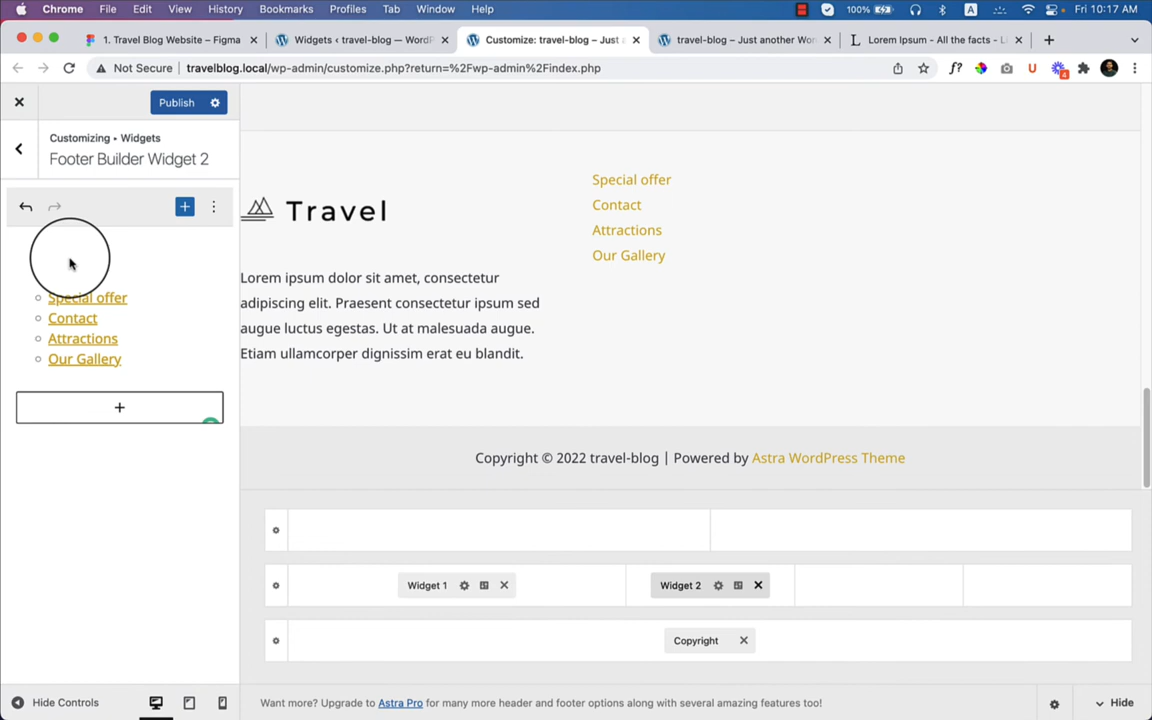 Chrome File Edit View History Bookmarks Profiles Tab Window Help 100% A Fri 10:17 AM
1. Travel Blog Website – Figma
Widgets ‹ travel-blog — WordP
Customize: travel-blog – Just a
travel-blog – Just another Wor
Lorem Ipsum - All the facts - L
Not Secure travelblog.local/wp-admin/customize.php?return=%2Fwp-admin%2Findex.php
f?
U
4
Publish
Customizing • Widgets
Footer Builder Widget 2
Special offer
Contact
Attractions
Our Gallery
Travel
Lorem ipsum dolor sit amet, consectetur
adipiscing elit. Praesent consectetur ipsum sed
augue luctus egestas. Ut at malesuada augue.
Etiam ullamcorper dignissim erat eu blandit.
Special offer
Contact
Attractions
Our Gallery
Copyright © 2022 travel-blog | Powered by Astra WordPress Theme
Widget 1
Widget 2
Copyright
Hide Controls
Want more? Upgrade to Astra Pro for many more header and footer options along with several amazing features too!
Hide